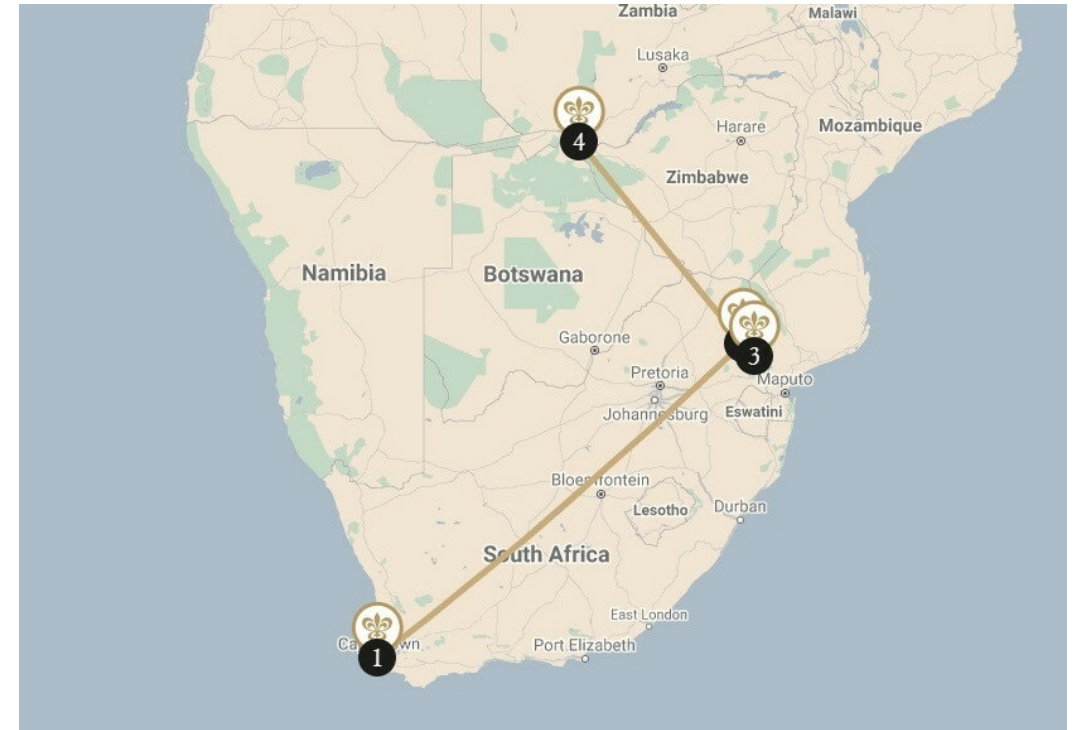 Zambia
Malawi
Lusaka
4
Harare
Mozambique
Zimbabwe
Namibia
Botswana
Gaborone
3
Pretoria
Maputo
Johannesburg
Eswatini
Lesotho
Durban
South Africa
East London
Port Elizabeth
1